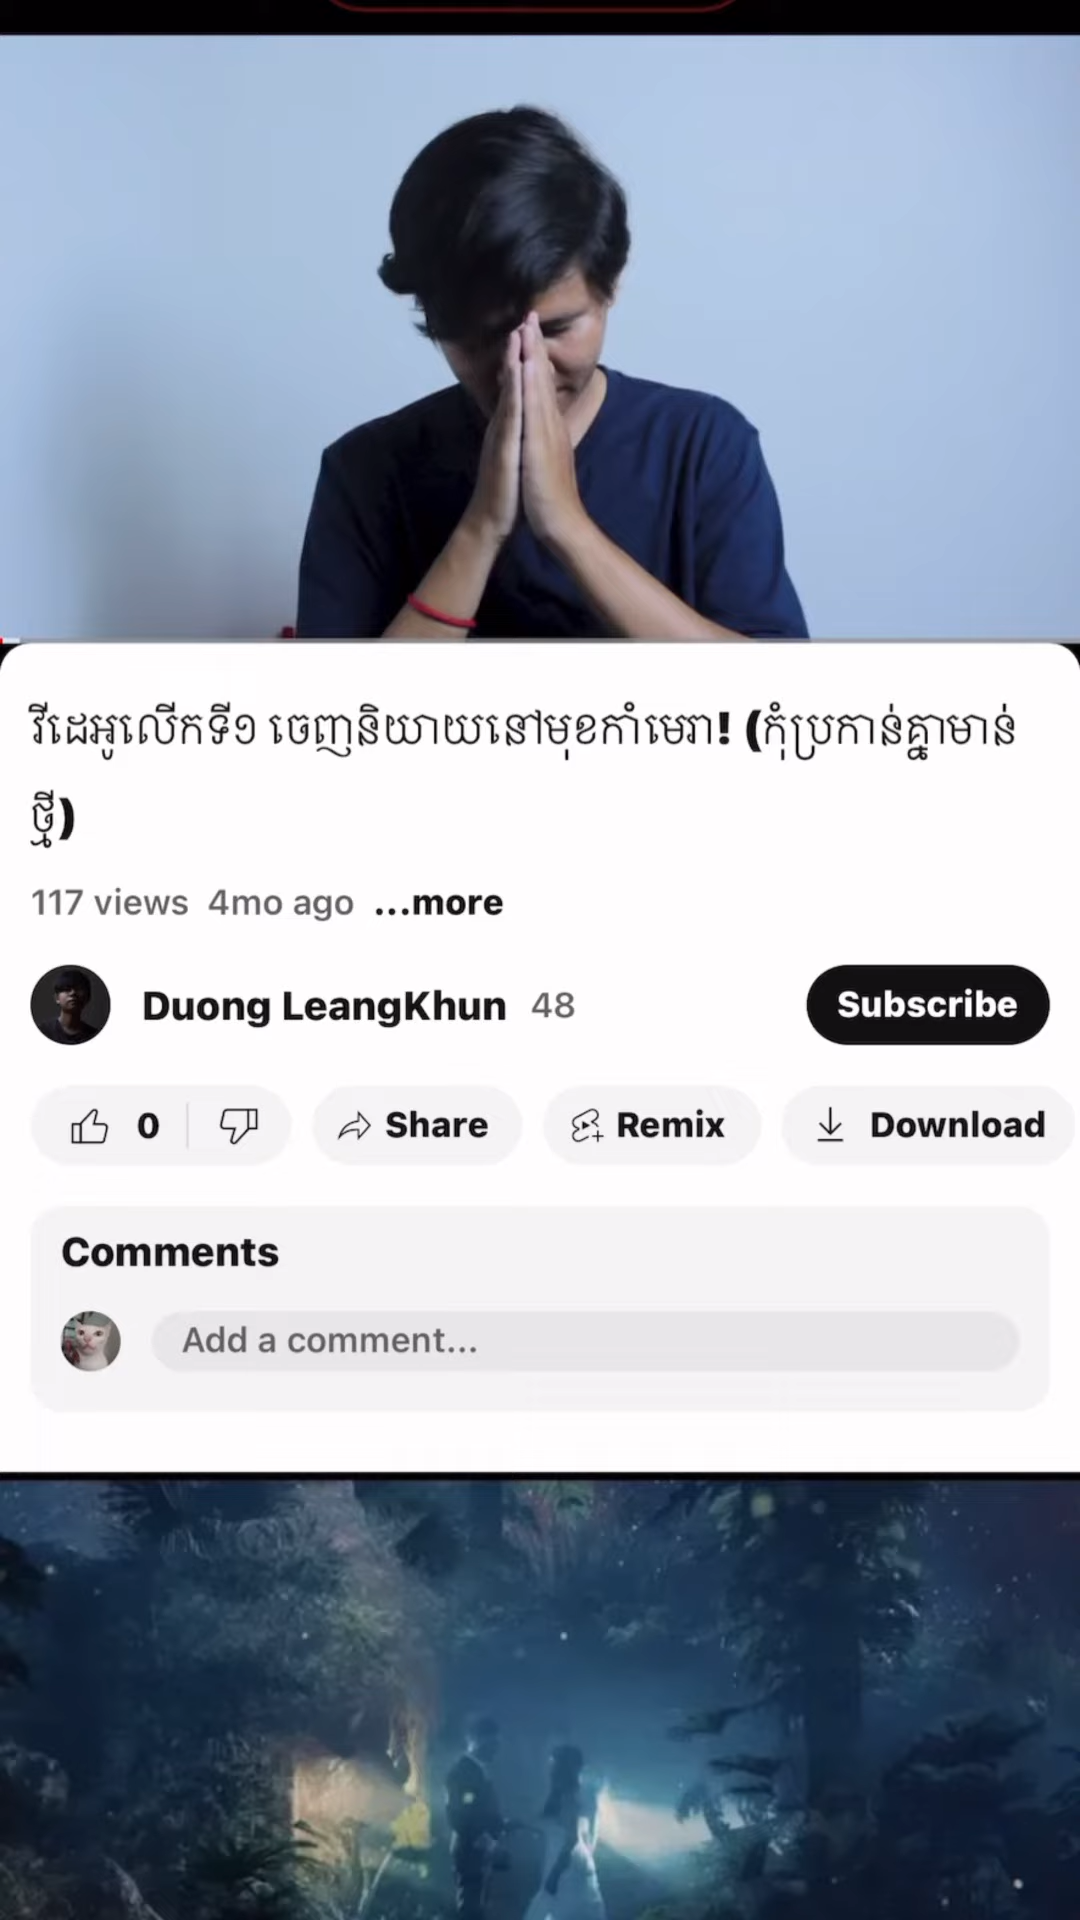 វីដេអូលើកទី១ ចេញនិយាយនៅមុខកាំមេរា! (កុំប្រកាន់គ្នាមាន់
ថ្មី)
117 views 4mo ago ...more
Duong LeangKhun 48 Subscribe
0 Share Remix Download
Comments
Add a comment...